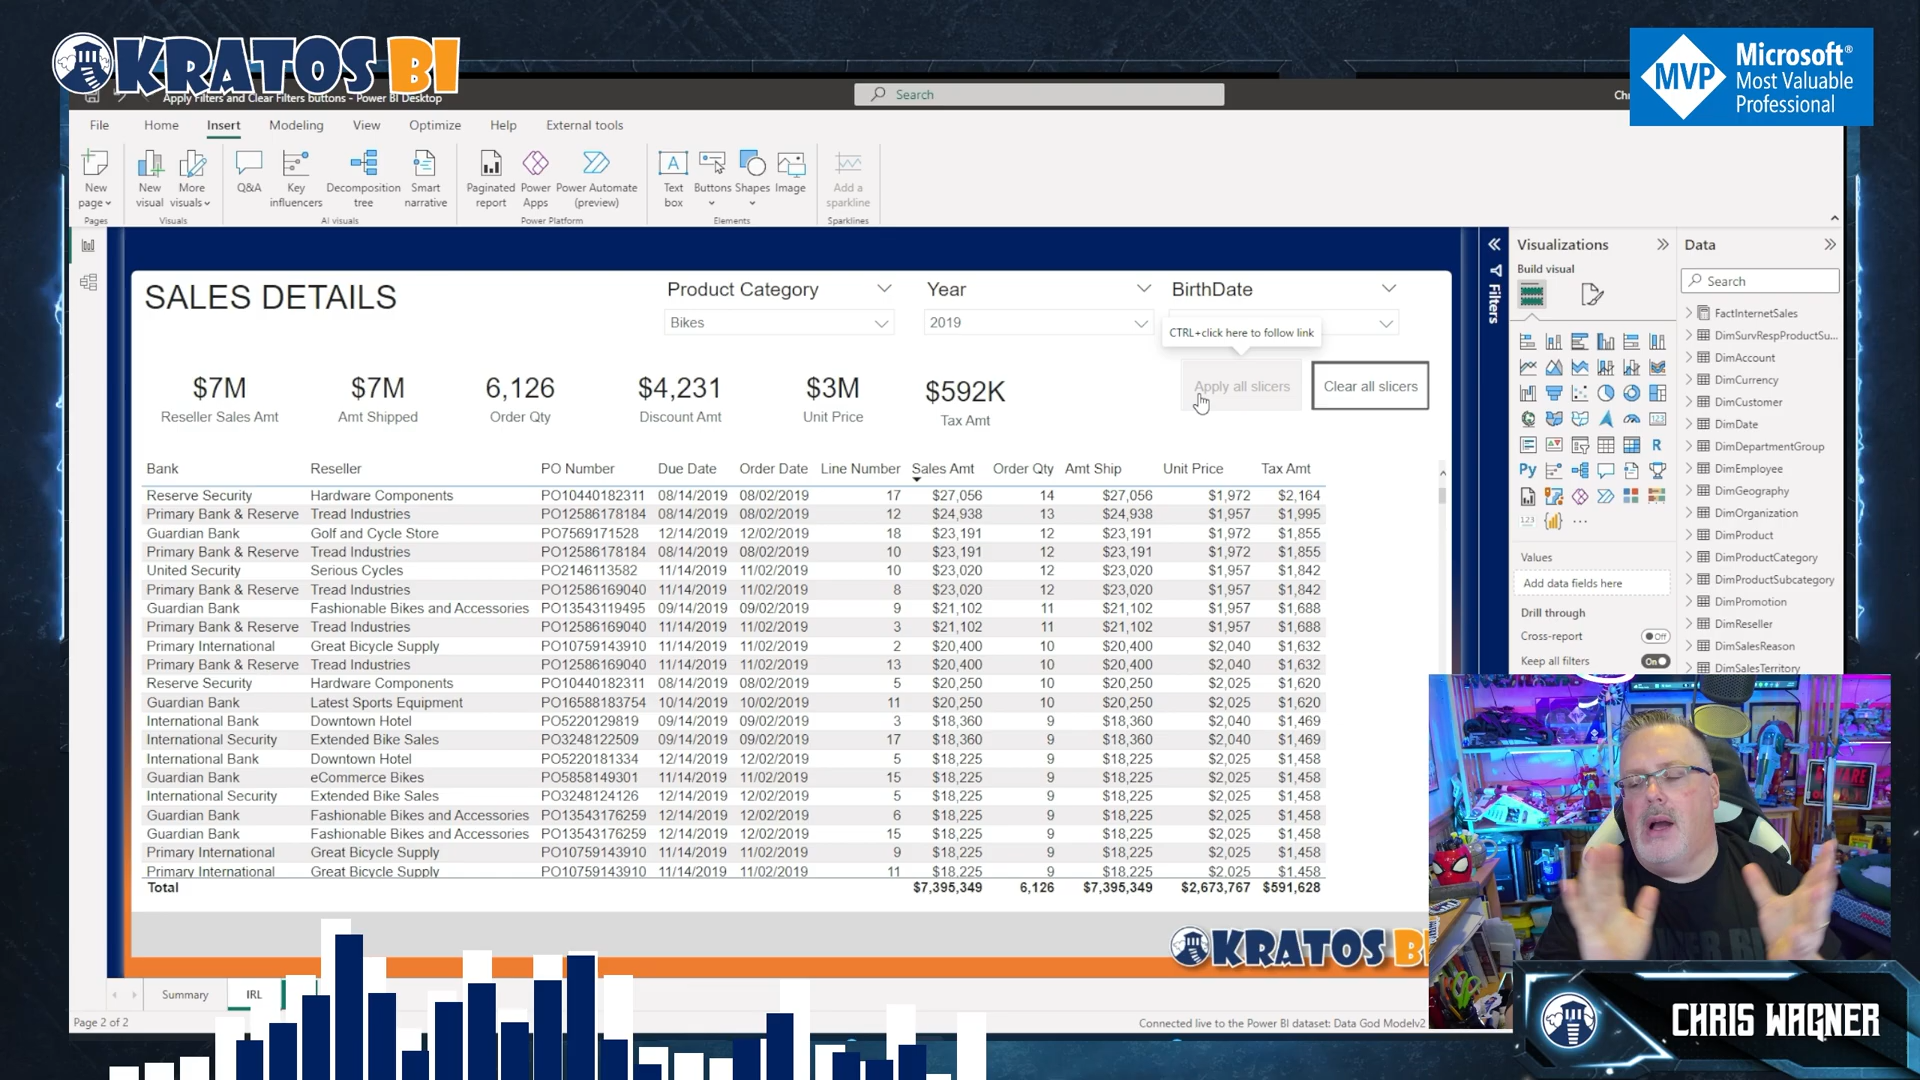 KRATOS BI
Microsoft®
MVP
Most Valuable
Professional
Apply Filters and Clear Filters buttons - Power BI Desktop
Search
File Home Insert Modeling View Optimize Help External tools
New page
New visual
More visuals
Q&A
Key influencers
Decomposition tree
Smart narrative
Paginated report
Power Apps
Power Automate (preview)
Text box
Buttons
Shapes
Image
Add a sparkline
Pages Visuals AI visuals Power Platform Elements Sparklines
SALES DETAILS
Product Category
Bikes
Year
2019
BirthDate
CTRL+click here to follow link
Apply all slicers
Clear all slicers
$7M
Reseller Sales Amt
$7M
Amt Shipped
6,126
Order Qty
$4,231
Discount Amt
$3M
Unit Price
$592K
Tax Amt
Bank Reseller PO Number Due Date Order Date Line Number Sales Amt Order Qty Amt Ship Unit Price Tax Amt
Reserve Security Hardware Components PO10440182311 08/14/2019 08/02/2019 17 $27,056 14 $27,056 $1,972 $2,164
Primary Bank & Reserve Tread Industries PO12586178184 08/14/2019 08/02/2019 12 $24,938 13 $24,938 $1,957 $1,995
Guardian Bank Golf and Cycle Store PO7569171528 12/14/2019 12/02/2019 18 $23,191 12 $23,191 $1,972 $1,855
Primary Bank & Reserve Tread Industries PO12586178184 08/14/2019 08/02/2019 10 $23,191 12 $23,191 $1,972 $1,855
United Security Serious Cycles PO2146113582 11/14/2019 11/02/2019 10 $23,020 12 $23,020 $1,957 $1,842
Primary Bank & Reserve Tread Industries PO12586169040 11/14/2019 11/02/2019 8 $23,020 12 $23,020 $1,957 $1,842
Guardian Bank Fashionable Bikes and Accessories PO13543119495 09/14/2019 09/02/2019 9 $21,102 11 $21,102 $1,957 $1,688
Primary Bank & Reserve Tread Industries PO12586169040 11/14/2019 11/02/2019 3 $21,102 11 $21,102 $1,957 $1,688
Primary International Great Bicycle Supply PO10759143910 11/14/2019 11/02/2019 2 $20,400 10 $20,400 $2,040 $1,632
Primary Bank & Reserve Tread Industries PO12586169040 11/14/2019 11/02/2019 13 $20,400 10 $20,400 $2,040 $1,632
Reserve Security Hardware Components PO10440182311 08/14/2019 08/02/2019 5 $20,250 10 $20,250 $2,025 $1,620
Guardian Bank Latest Sports Equipment PO16588183754 10/14/2019 10/02/2019 11 $20,250 10 $20,250 $2,025 $1,620
International Bank Downtown Hotel PO5220129819 09/14/2019 09/02/2019 3 $18,360 9 $18,360 $2,040 $1,469
International Security Extended Bike Sales PO3248122509 09/14/2019 09/02/2019 17 $18,360 9 $18,360 $2,040 $1,469
International Bank Downtown Hotel PO5220181334 12/14/2019 12/02/2019 5 $18,225 9 $18,225 $2,025 $1,458
Guardian Bank eCommerce Bikes PO5858149301 11/14/2019 11/02/2019 15 $18,225 9 $18,225 $2,025 $1,458
International Security Extended Bike Sales PO3248124126 12/14/2019 12/02/2019 5 $18,225 9 $18,225 $2,025 $1,458
Guardian Bank Fashionable Bikes and Accessories PO13543176259 12/14/2019 12/02/2019 6 $18,225 9 $18,225 $2,025 $1,458
Guardian Bank Fashionable Bikes and Accessories PO13543176259 12/14/2019 12/02/2019 15 $18,225 9 $18,225 $2,025 $1,458
Primary International Great Bicycle Supply PO10759143910 11/14/2019 11/02/2019 9 $18,225 9 $18,225 $2,025 $1,458
Primary International Great Bicycle Supply PO10759143910 11/14/2019 11/02/2019 11 $18,225 9 $18,225 $2,025 $1,458
Total $7,395,349 6,126 $7,395,349 $2,673,767 $591,628
KRATOS B
Summary IRL
Page 2 of 2
Connected live to the Power BI dataset: Data God Modelv2
Filters
Visualizations
Build visual
R
Py
123
Values
Add data fields here
Drill through
Cross-report
Off
Keep all filters
On
Data
Search
FactInternetSales
DimSurvRespProductSu...
DimAccount
DimCurrency
DimCustomer
DimDate
DimDepartmentGroup
DimEmployee
DimGeography
DimOrganization
DimProduct
DimProductCategory
DimProductSubcategory
DimPromotion
DimReseller
DimSalesReason
DimSalesTerritory
CHRIS WAGNER